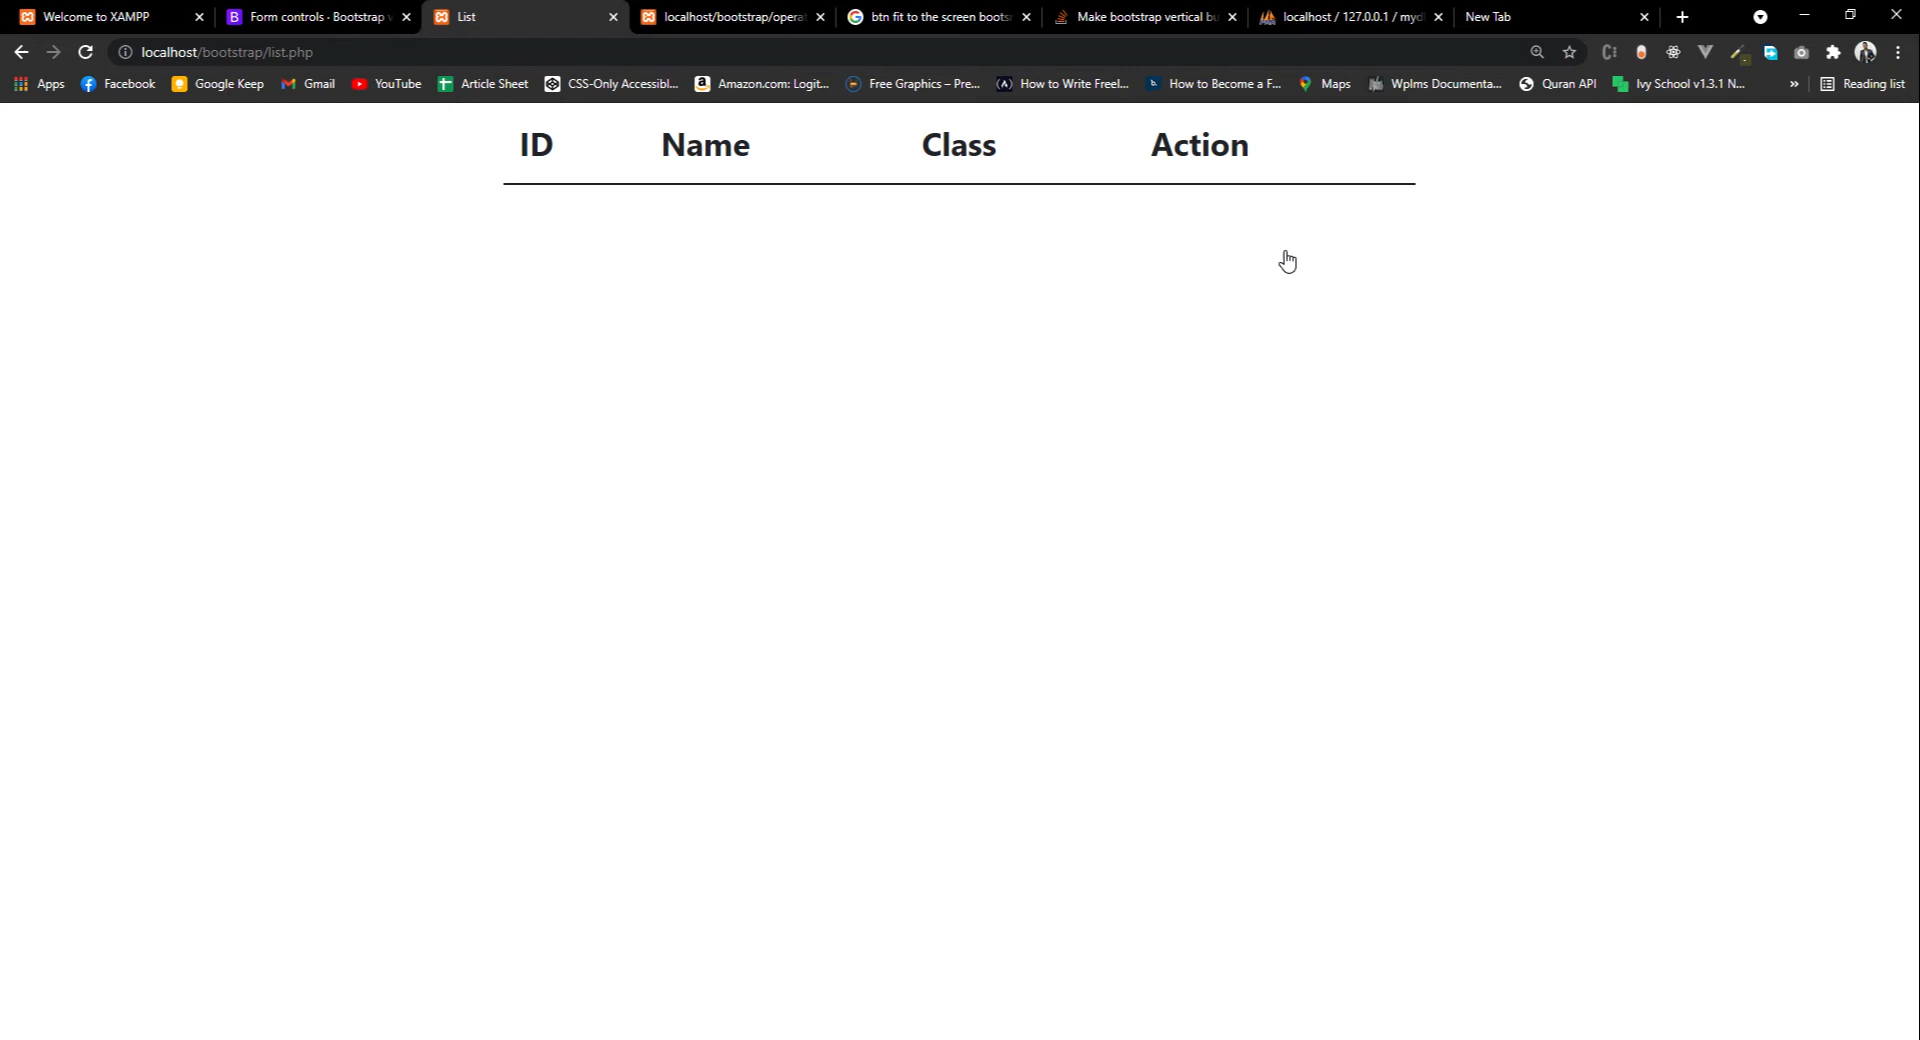 Welcome to XAMPP
Form controls · Bootstrap v
List
localhost/bootstrap/operat
btn fit to the screen boots
Make bootstrap vertical bu
localhost / 127.0.0.1 / myd
New Tab
localhost/bootstrap/list.php
Apps
Facebook
Google Keep
Gmail
YouTube
Article Sheet
CSS-Only Accessibl...
Amazon.com: Logit...
Free Graphics – Pre...
How to Write Freel...
How to Become a F...
Maps
Wplms Documenta...
Quran API
Ivy School v1.3.1 N...
»
Reading list
ID Name Class Action